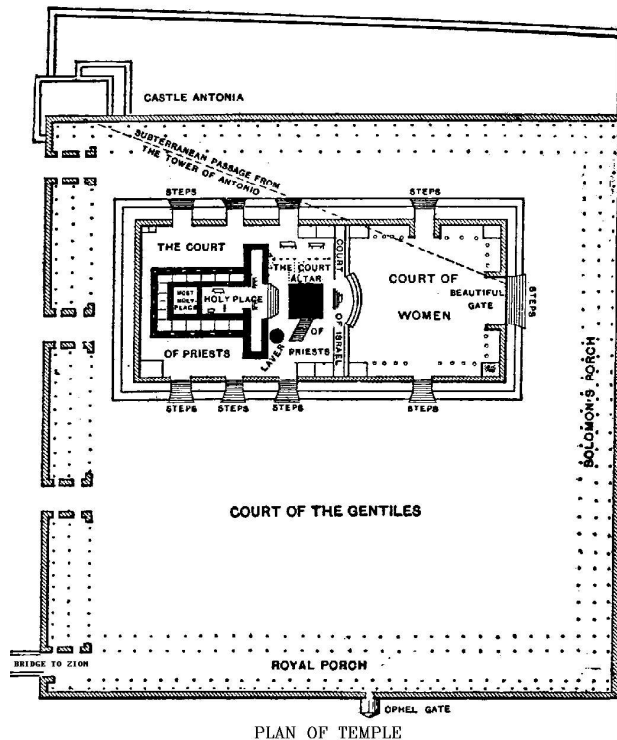 CASTLE ANTONIA
SUBTERRANEAN PASSAGE FROM
THE TOWER OF ANTONIO
STEPS
STEPS
THE COURT
THE COURT
COURT
ALTAR
COURT OF
MOST
HOLY
PLACE
HOLY PLACE
BEAUTIFUL
GATE
STEPS
WOMEN
OF PRIESTS
LAVER
OF
PRIESTS
OF ISRAEL
STEPS
STEPS
STEPS
STEPS
SOLOMON'S PORCH
COURT OF THE GENTILES
BRIDGE TO ZION
ROYAL PORCH
OPHEL GATE
PLAN OF TEMPLE